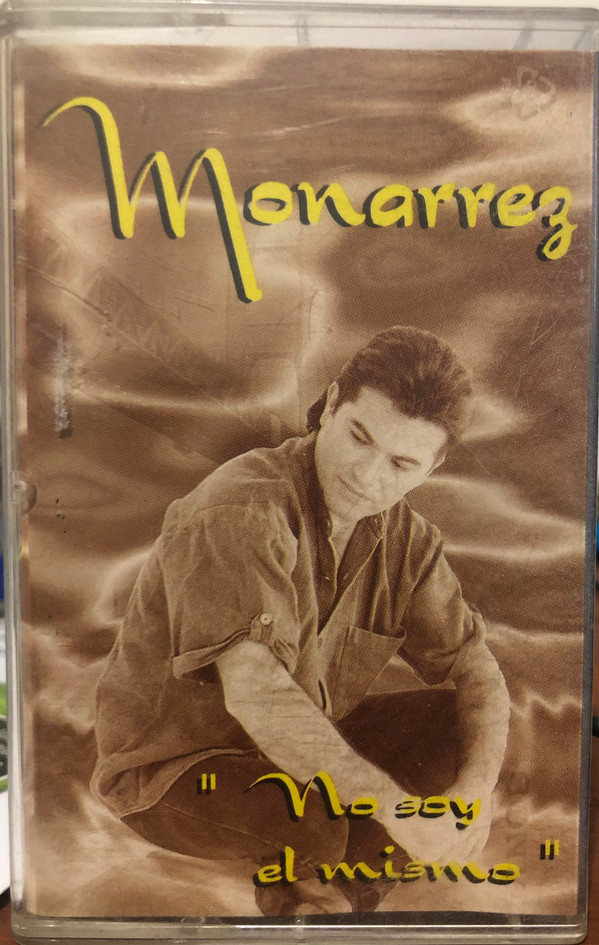 Monarrez
" No soy
el mismo "